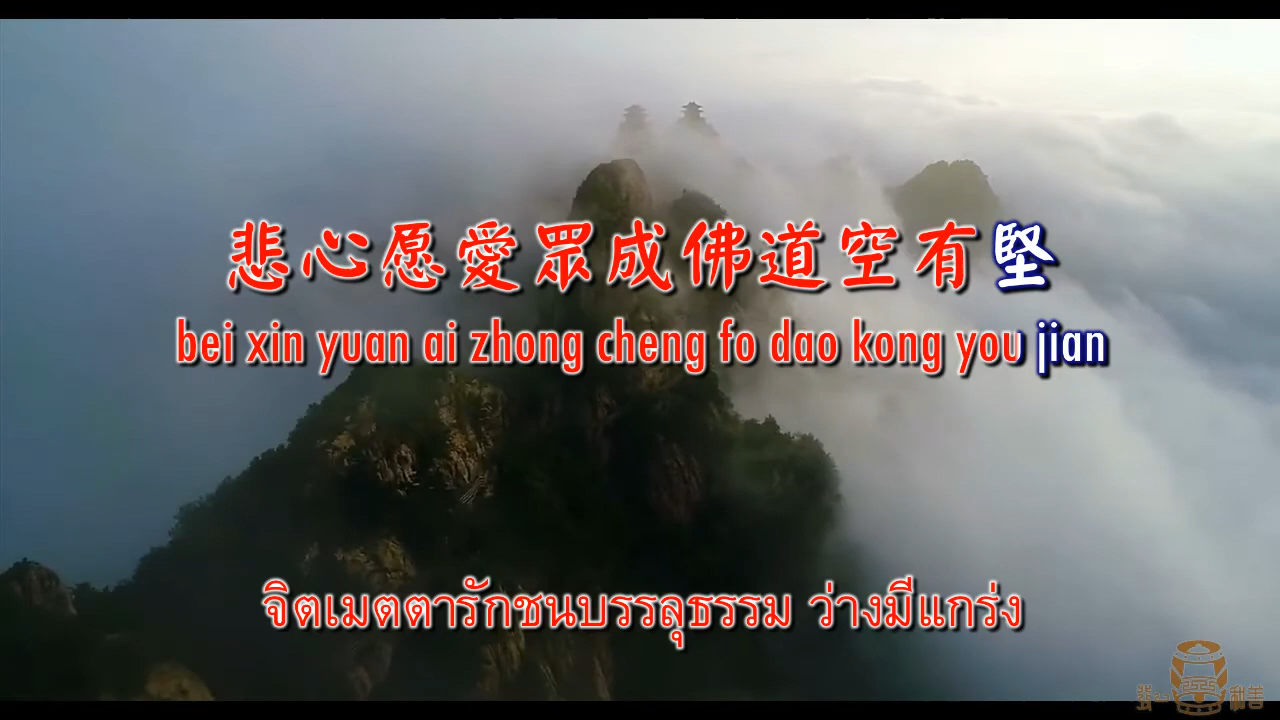 悲心愿愛眾成佛道空有堅
bei xin yuan ai zhong cheng fo dao kong you jian
จิตเมตตารักชนบรรลุธรรม ว่างมีแกร่ง
2525